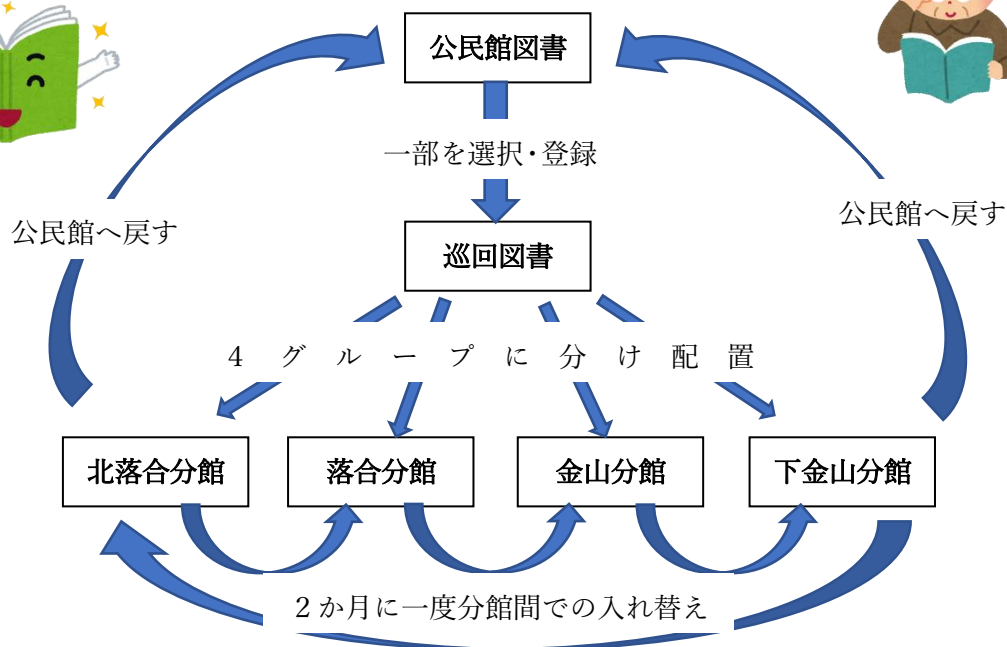 公民館図書
一部を選択・登録
公民館へ戻す
公民館へ戻す
巡回図書
４グループに分け配置
北落合分館
落合分館
金山分館
下金山分館
２か月に一度分館間での入れ替え